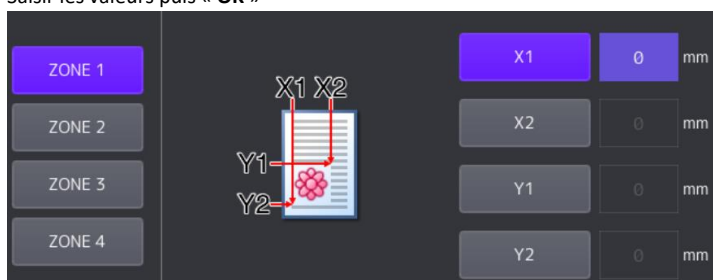 Saisir les valeurs puis « OK »
ZONE 1
ZONE 2
ZONE 3
ZONE 4
X1 X2
Y1
Y2
X1 0 mm
X2 0 mm
Y1 0 mm
Y2 0 mm